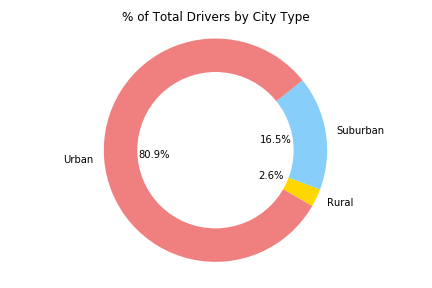 % of Total Drivers by City Type
Suburban
16.5%
Urban
80.9%
2.6%
Rural